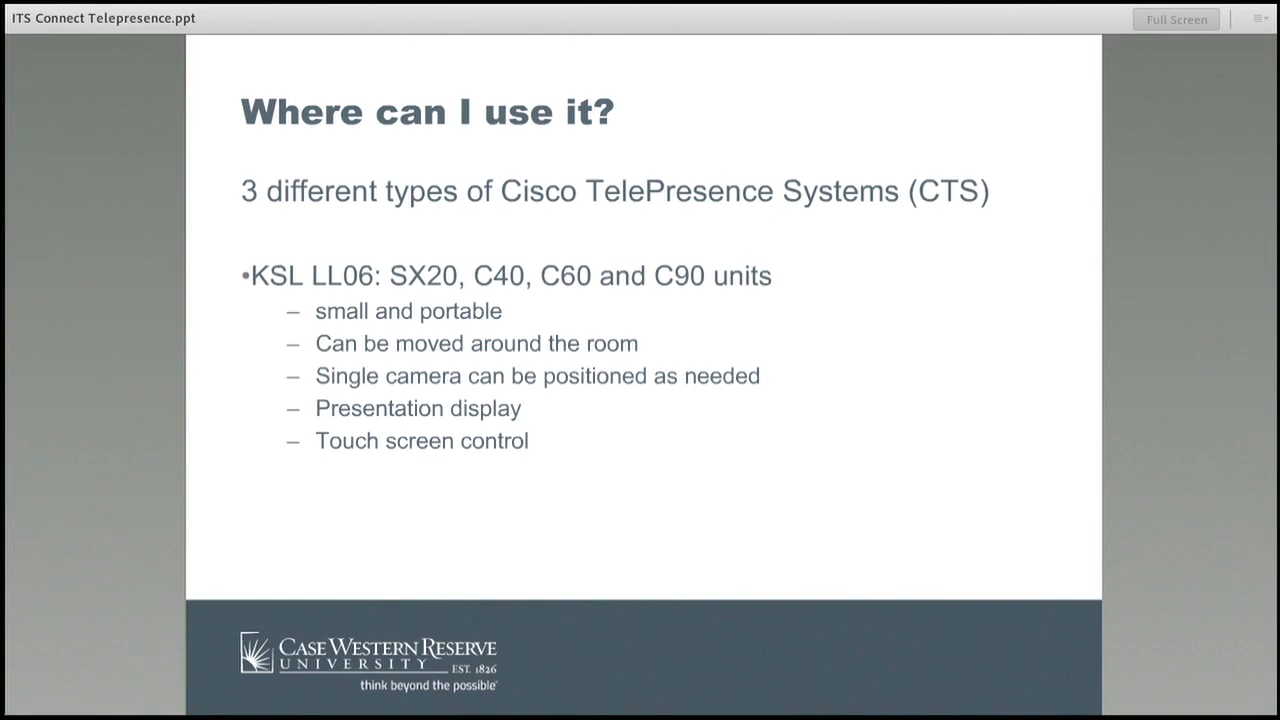 ITS Connect Telepresence.ppt
Full Screen
Where can I use it?
3 different types of Cisco TelePresence Systems (CTS)
•KSL LL06: SX20, C40, C60 and C90 units
– small and portable
– Can be moved around the room
– Single camera can be positioned as needed
– Presentation display
– Touch screen control
CASE WESTERN RESERVE
UNIVERSITY EST. 1826
think beyond the possible®